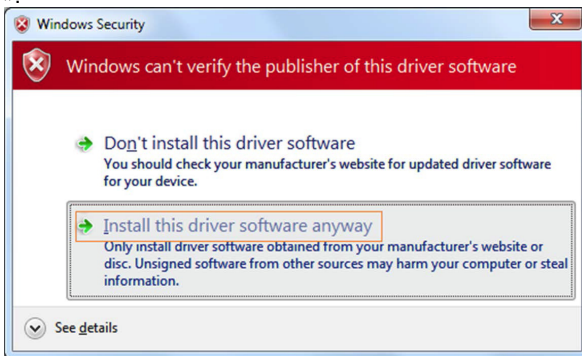 Windows Security
Windows can't verify the publisher of this driver software
Don't install this driver software
You should check your manufacturer's website for updated driver software
for your device.
Install this driver software anyway
Only install driver software obtained from your manufacturer's website or
disc. Unsigned software from other sources may harm your computer or steal
information.
See details